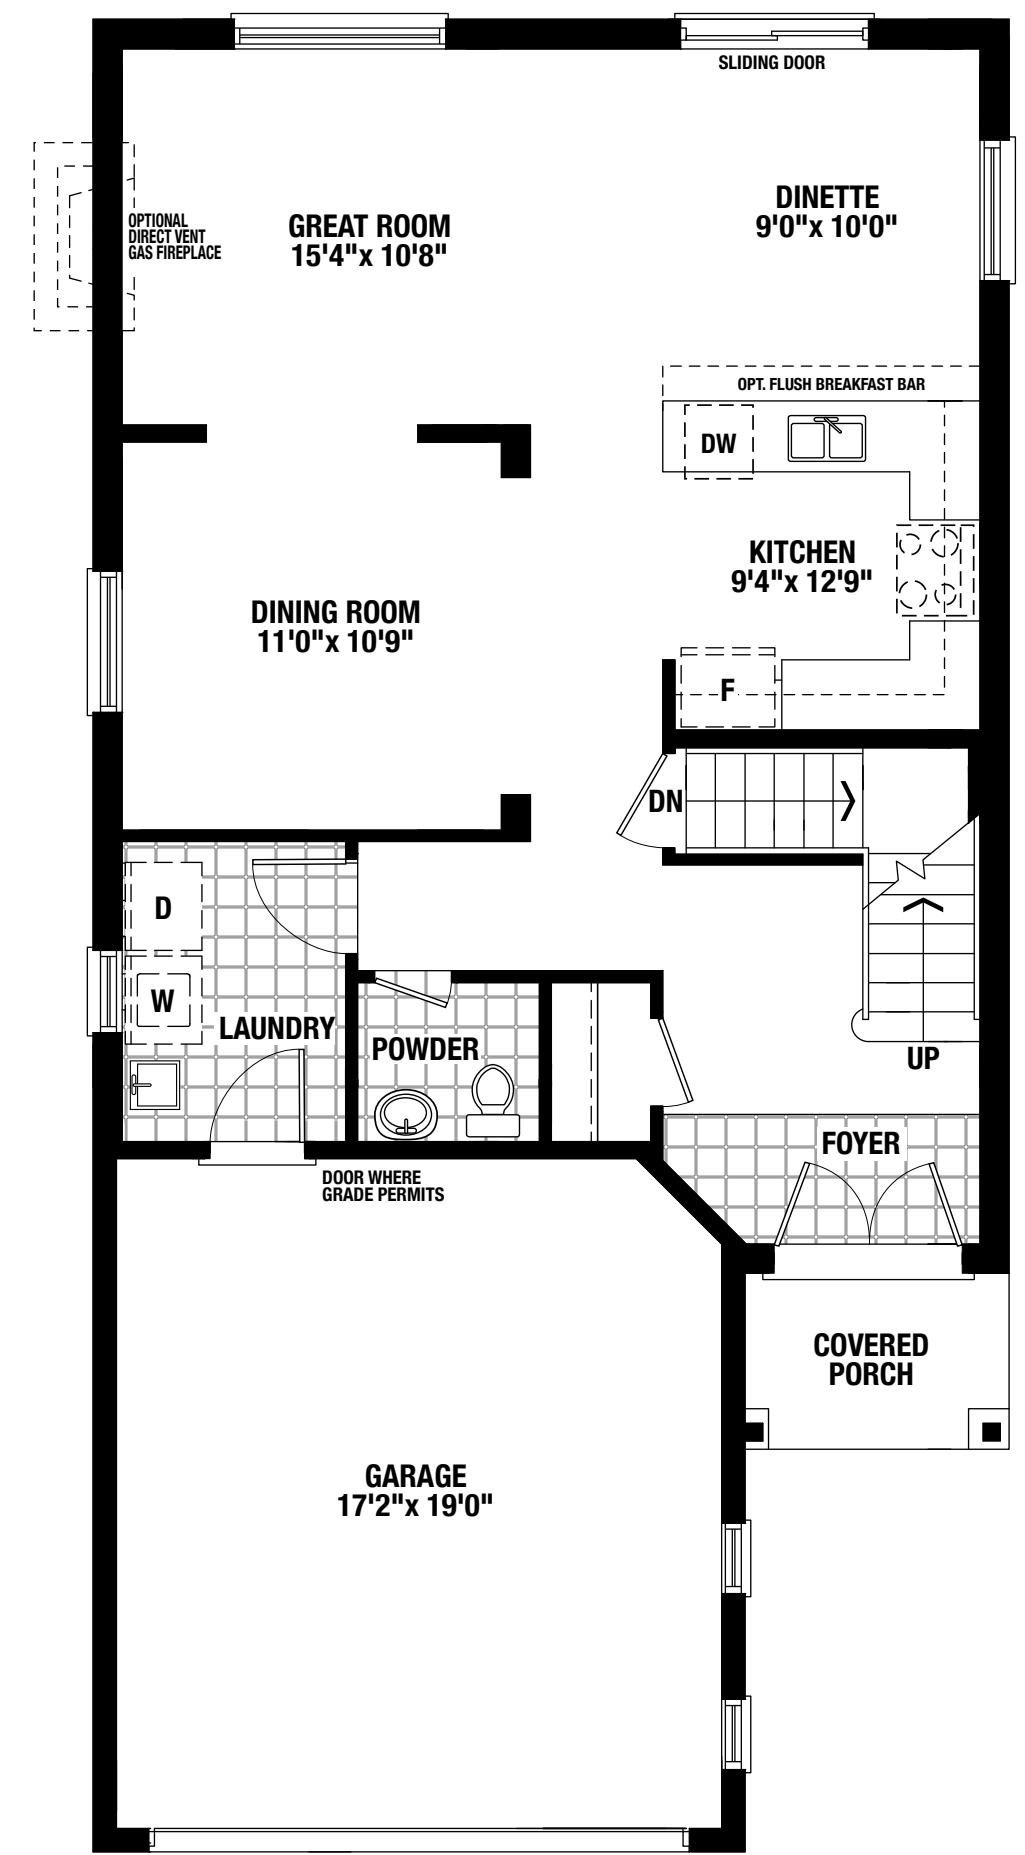 SLIDING DOOR
DINETTE
9'0"x 10'0"
OPTIONAL
DIRECT VENT
GAS FIREPLACE
GREAT ROOM
15'4"x 10'8"
OPT. FLUSH BREAKFAST BAR
DW
KITCHEN
9'4"x 12'9"
DINING ROOM
11'0"x 10'9"
F
DN
D
W
LAUNDRY
POWDER
UP
FOYER
DOOR WHERE
GRADE PERMITS
COVERED
PORCH
GARAGE
17'2"x 19'0"